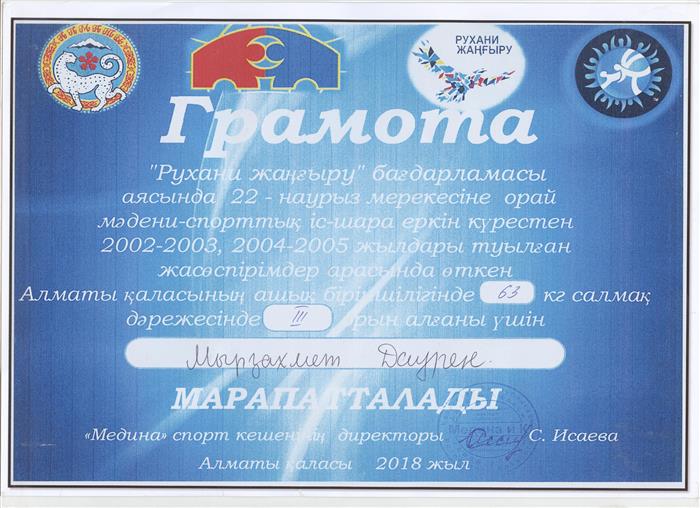 РУХАНИ
ЖАҢҒЫРУ
Грамота
"Рухани жаңғыру" бағдарламасы
аясында 22 - наурыз мерекесіне орай
мәдени-спорттық іс-шара еркін күрестен
2002-2003, 2004-2005 жылдары туылған
жасөспірімдер арасында өткен
Алматы қаласының ашық біріншілігінде 63 кг салмақ
дәрежесінде III орын алғаны үшін
Мырзахмет Дәурен.
МАРАПАТТАЛАДЫ
«Медина» спорт кешенінің директоры С. Исаева
Алматы қаласы 2018 жыл